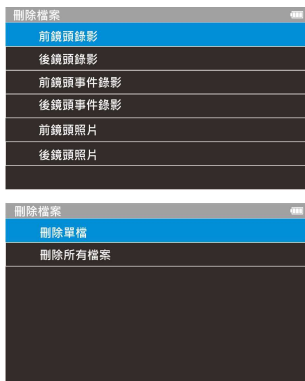 刪除檔案
前鏡頭錄影
後鏡頭錄影
前鏡頭事件錄影
後鏡頭事件錄影
前鏡頭照片
後鏡頭照片
刪除檔案
刪除單檔
刪除所有檔案